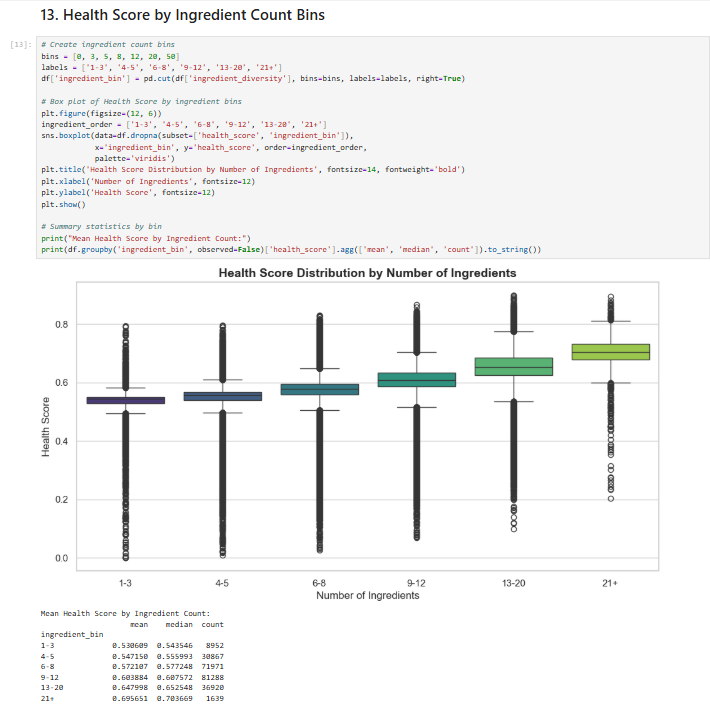 13. Health Score by Ingredient Count Bins
[13]:
# Create ingredient count bins
bins = [0, 3, 5, 8, 12, 20, 50]
labels = ['1-3', '4-5', '6-8', '9-12', '13-20', '21+']
df['ingredient_bin'] = pd.cut(df['ingredient_diversity'], bins=bins, labels=labels, right=True)
# Box plot of Health Score by ingredient bins
plt.figure(figsize=(12, 6))
ingredient_order = ['1-3', '4-5', '6-8', '9-12', '13-20', '21+']
sns.boxplot(data=df.dropna(subset=['health_score', 'ingredient_bin']),
x='ingredient_bin', y='health_score', order=ingredient_order,
palette='viridis')
plt.title('Health Score Distribution by Number of Ingredients', fontsize=14, fontweight='bold')
plt.xlabel('Number of Ingredients', fontsize=12)
plt.ylabel('Health Score', fontsize=12)
plt.show()
# Summary statistics by bin
print("Mean Health Score by Ingredient Count:")
print(df.groupby('ingredient_bin', observed=False)['health_score'].agg(['mean', 'median', 'count']).to_string())
Health Score Distribution by Number of Ingredients
Health Score
0.8
0.6
0.4
0.2
0.0
1-3 4-5 6-8 9-12 13-20 21+
Number of Ingredients
Mean Health Score by Ingredient Count:
mean median count
ingredient_bin
1-3 0.530609 0.543546 8952
4-5 0.547150 0.555993 30867
6-8 0.572107 0.577248 71971
9-12 0.603884 0.607572 81288
13-20 0.647998 0.652548 36920
21+ 0.695651 0.703669 1639